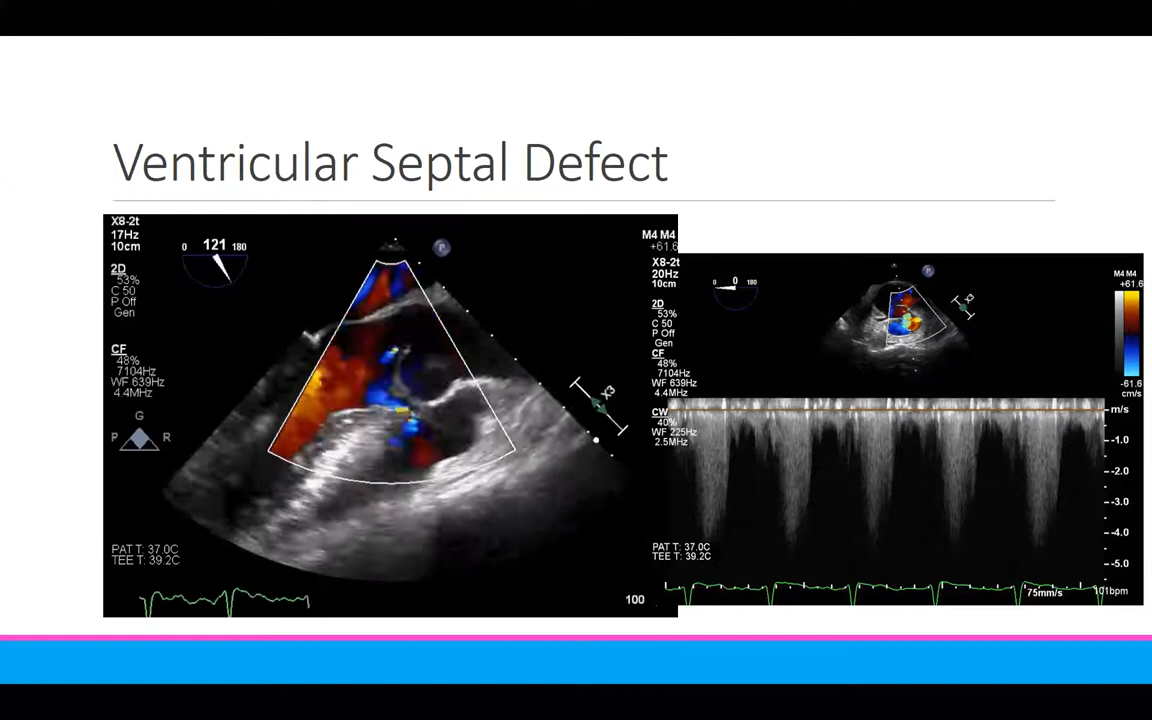 Ventricular Septal Defect
X8-2t
17Hz
10cm
0 121 180
P
2D
53%
C 50
P Off
Gen
CF
48%
7104Hz
WF 639Hz
4.4MHz
G
P R
X3
PAT T: 37.0C
TEE T: 39.2C
100
M4 M4
+61.6
X8-2t
20Hz
10cm
0 0 180
P
2D
53%
C 50
P Off
Gen
CF
48%
7104Hz
WF 639Hz
4.4MHz
CW
40%
WF 225Hz
2.5MHz
X3
M4 M4
+61.6
-61.6
cm/s
m/s
-1.0
-2.0
-3.0
-4.0
-5.0
PAT T: 37.0C
TEE T: 39.2C
75mm/s
101bpm